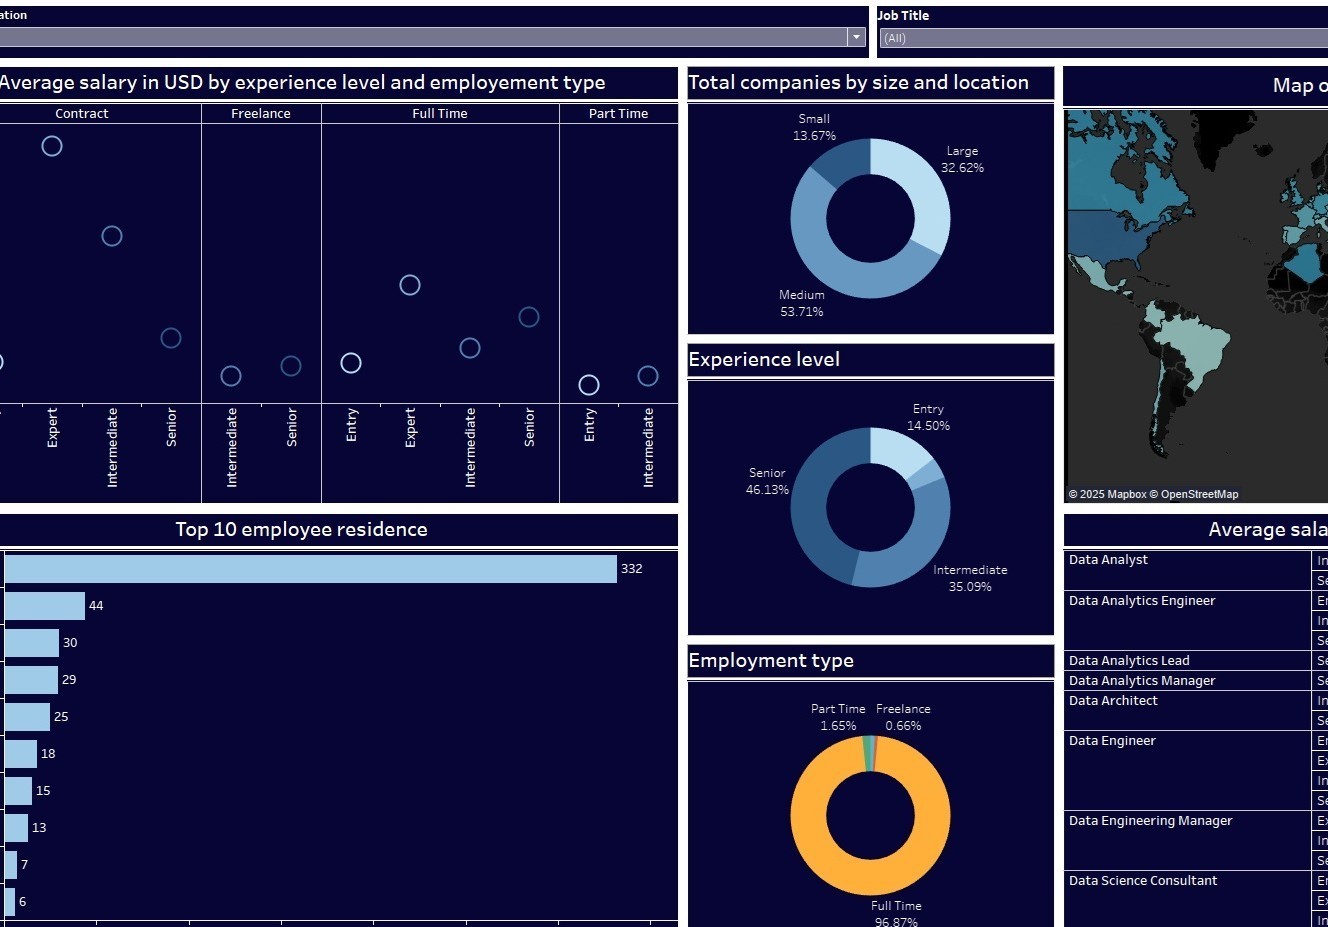 ation
Job Title
(All)
Average salary in USD by experience level and employement type
Contract
Freelance
Full Time
Part Time
Expert
Intermediate
Senior
Intermediate
Senior
Entry
Expert
Intermediate
Senior
Entry
Intermediate
Total companies by size and location
Small
13.67%
Large
32.62%
Medium
53.71%
Map o
© 2025 Mapbox © OpenStreetMap
Experience level
Entry
14.50%
Senior
46.13%
Intermediate
35.09%
Top 10 employee residence
332
44
30
29
25
18
15
13
7
6
Employment type
Part Time
1.65%
Freelance
0.66%
Full Time
96.87%
Average sala
Data Analyst
In
Se
Data Analytics Engineer
En
In
Se
Data Analytics Lead
Se
Data Analytics Manager
Se
Data Architect
In
Se
Data Engineer
En
Ex
In
Se
Data Engineering Manager
Ex
In
Se
Data Science Consultant
En
Ex
In